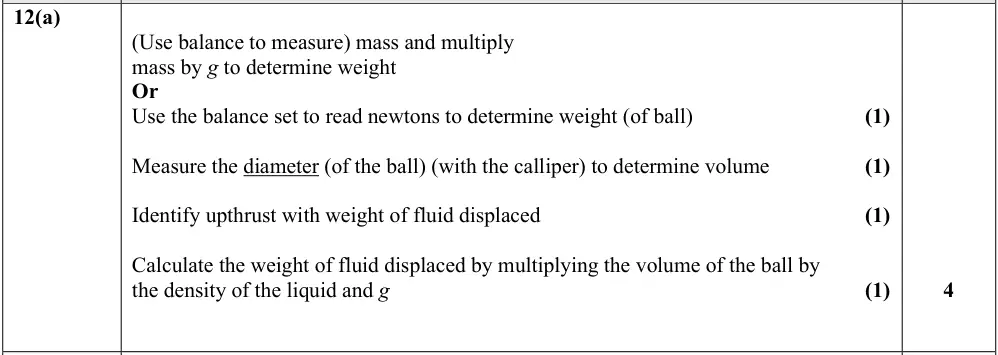 12(a)
(Use balance to measure) mass and multiply
mass by g to determine weight
Or
Use the balance set to read newtons to determine weight (of ball) (1)
Measure the diameter (of the ball) (with the calliper) to determine volume (1)
Identify upthrust with weight of fluid displaced (1)
Calculate the weight of fluid displaced by multiplying the volume of the ball by
the density of the liquid and g (1) 4